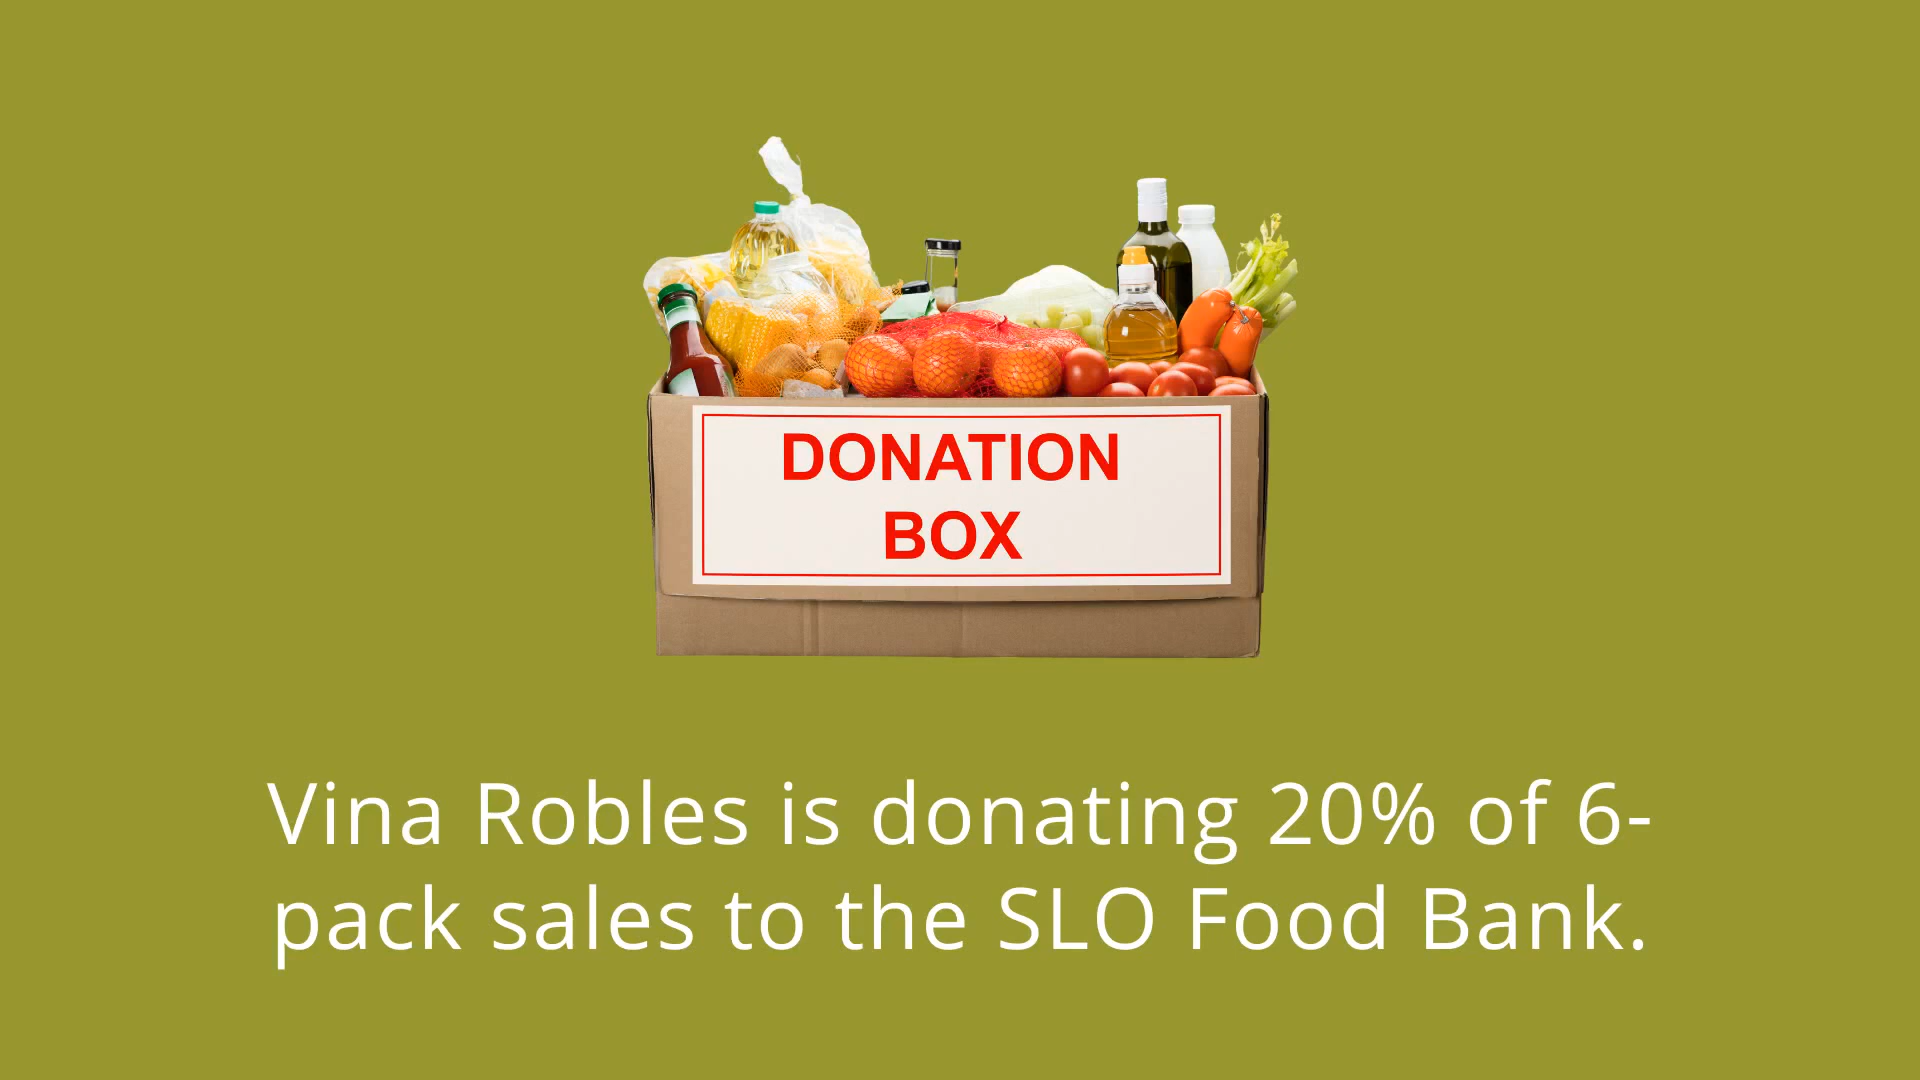 DONATION
BOX
Vina Robles is donating 20% of 6-
pack sales to the SLO Food Bank.